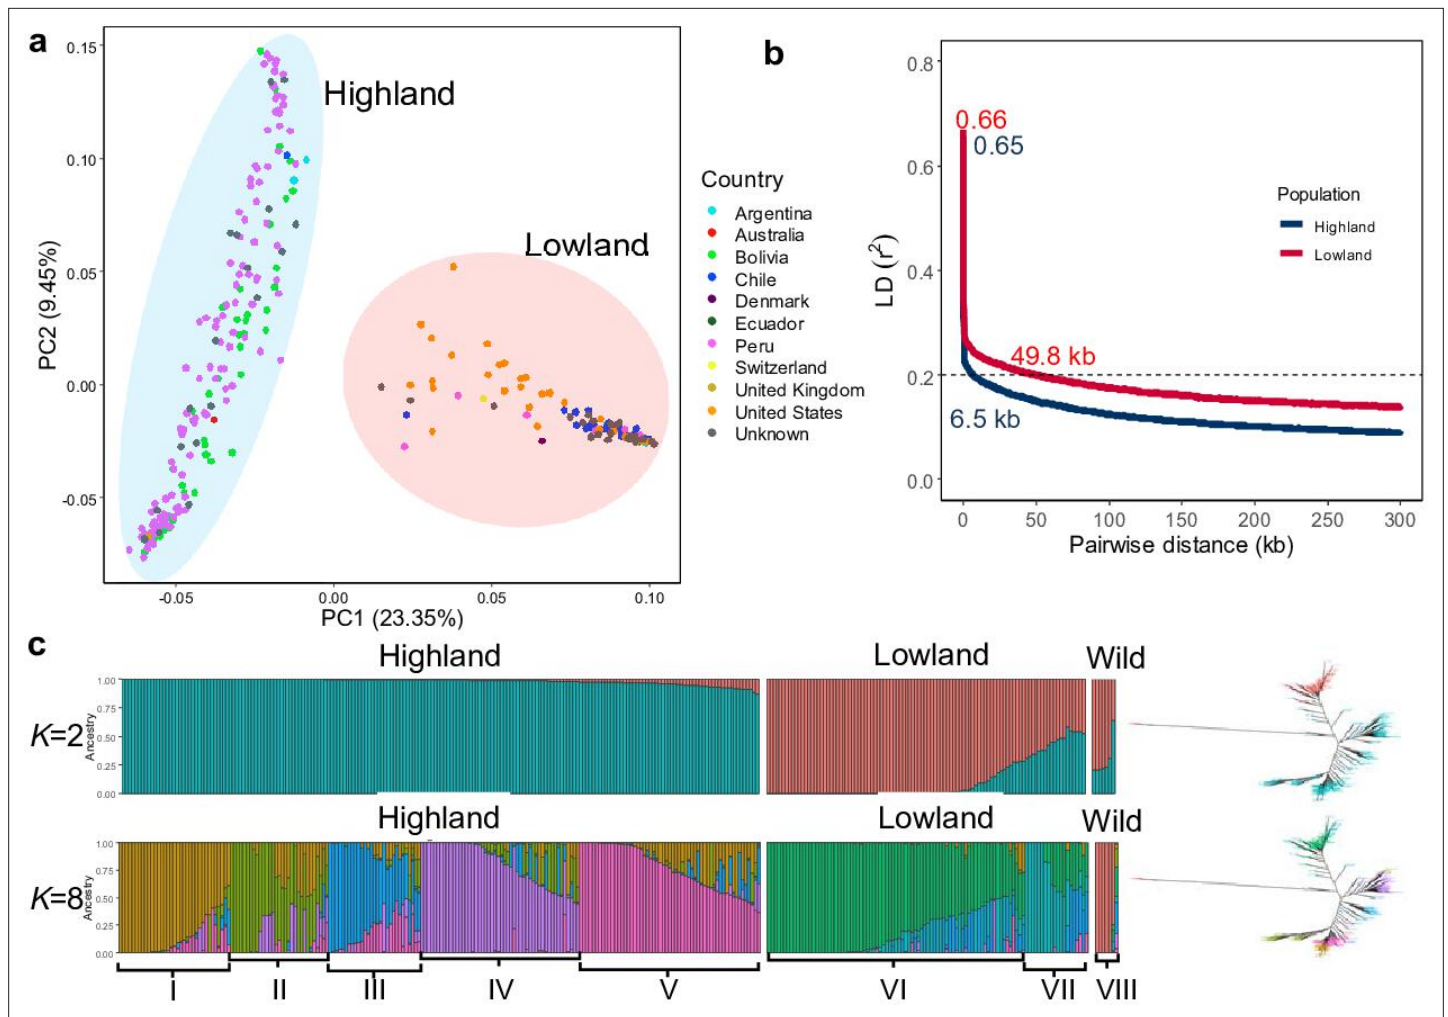 a
Highland
Lowland
0.15
0.10
0.05
0.00
-0.05
PC2 (9.45%)
-0.05
0.00
0.05
0.10
PC1 (23.35%)
Country
Argentina
Australia
Bolivia
Chile
Denmark
Ecuador
Peru
Switzerland
United Kingdom
United States
Unknown
b
0.8
0.6
0.4
0.2
0.0
LD (r²)
0.66
0.65
49.8 kb
6.5 kb
Population
Highland
Lowland
0
50
100
150
200
250
300
Pairwise distance (kb)
c
Highland
Lowland
Wild
K=2
Ancestry
1.00
0.75
0.50
0.25
0.00
Highland
Lowland
Wild
K=8
Ancestry
1.00
0.75
0.50
0.25
0.00
I
II
III
IV
V
VI
VII
VIII